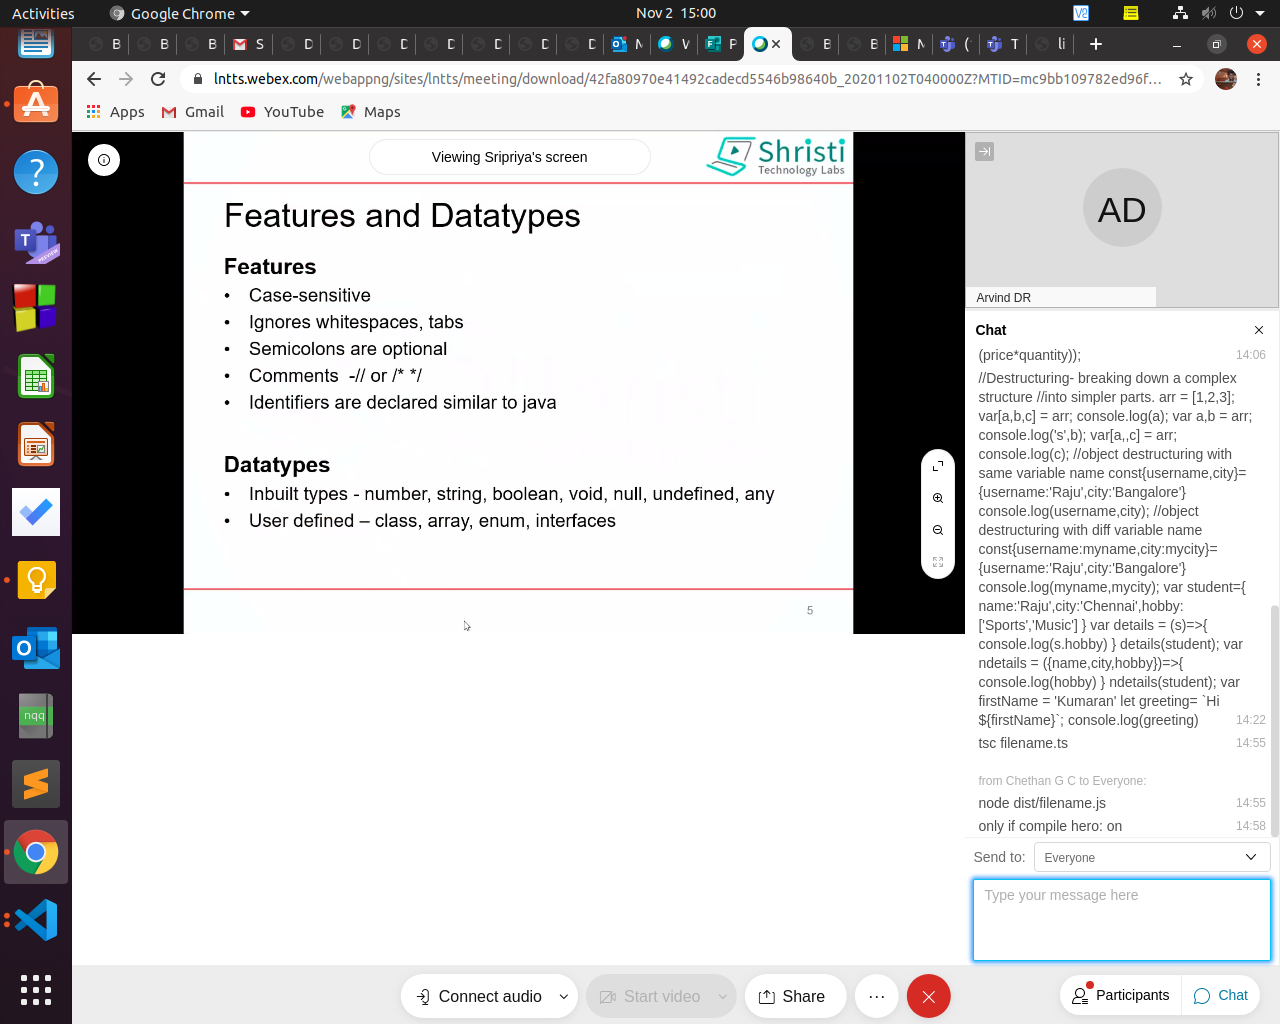 Activities
Google Chrome
Nov 2 15:00
B
B
B
S
D
D
D
D
D
D
D
N
V
P
B
B
N
(
T
li
lntts.webex.com/webappng/sites/lntts/meeting/download/42fa80970e41492cadecd5546b98640b_20201102T040000Z?MTID=mc9bb109782ed96f…
Apps
Gmail
YouTube
Maps
Viewing Sripriya's screen
Shristi
Technology Labs
Features and Datatypes
Features
• Case-sensitive
• Ignores whitespaces, tabs
• Semicolons are optional
• Comments -// or /* */
• Identifiers are declared similar to java
Datatypes
• Inbuilt types - number, string, boolean, void, null, undefined, any
• User defined – class, array, enum, interfaces
5
AD
Arvind DR
Chat
(price*quantity)); 14:06
//Destructuring- breaking down a complex
structure //into simpler parts. arr = [1,2,3];
var[a,b,c] = arr; console.log(a); var a,b = arr;
console.log('s',b); var[a,,c] = arr;
console.log(c); //object destructuring with
same variable name const{username,city}=
{username:'Raju',city:'Bangalore'}
console.log(username,city); //object
destructuring with diff variable name
const{username:myname,city:mycity}=
{username:'Raju',city:'Bangalore'}
console.log(myname,mycity); var student={
name:'Raju',city:'Chennai',hobby:
['Sports','Music'] } var details = (s)=>{
console.log(s.hobby) } details(student); var
ndetails = ({name,city,hobby})=>{
console.log(hobby) } ndetails(student); var
firstName = 'Kumaran' let greeting= `Hi
${firstName}`; console.log(greeting) 14:22
tsc filename.ts 14:55
from Chethan G C to Everyone:
node dist/filename.js 14:55
only if compile hero: on 14:58
Send to: Everyone
Type your message here
Connect audio
Start video
Share
Participants
Chat
nqq